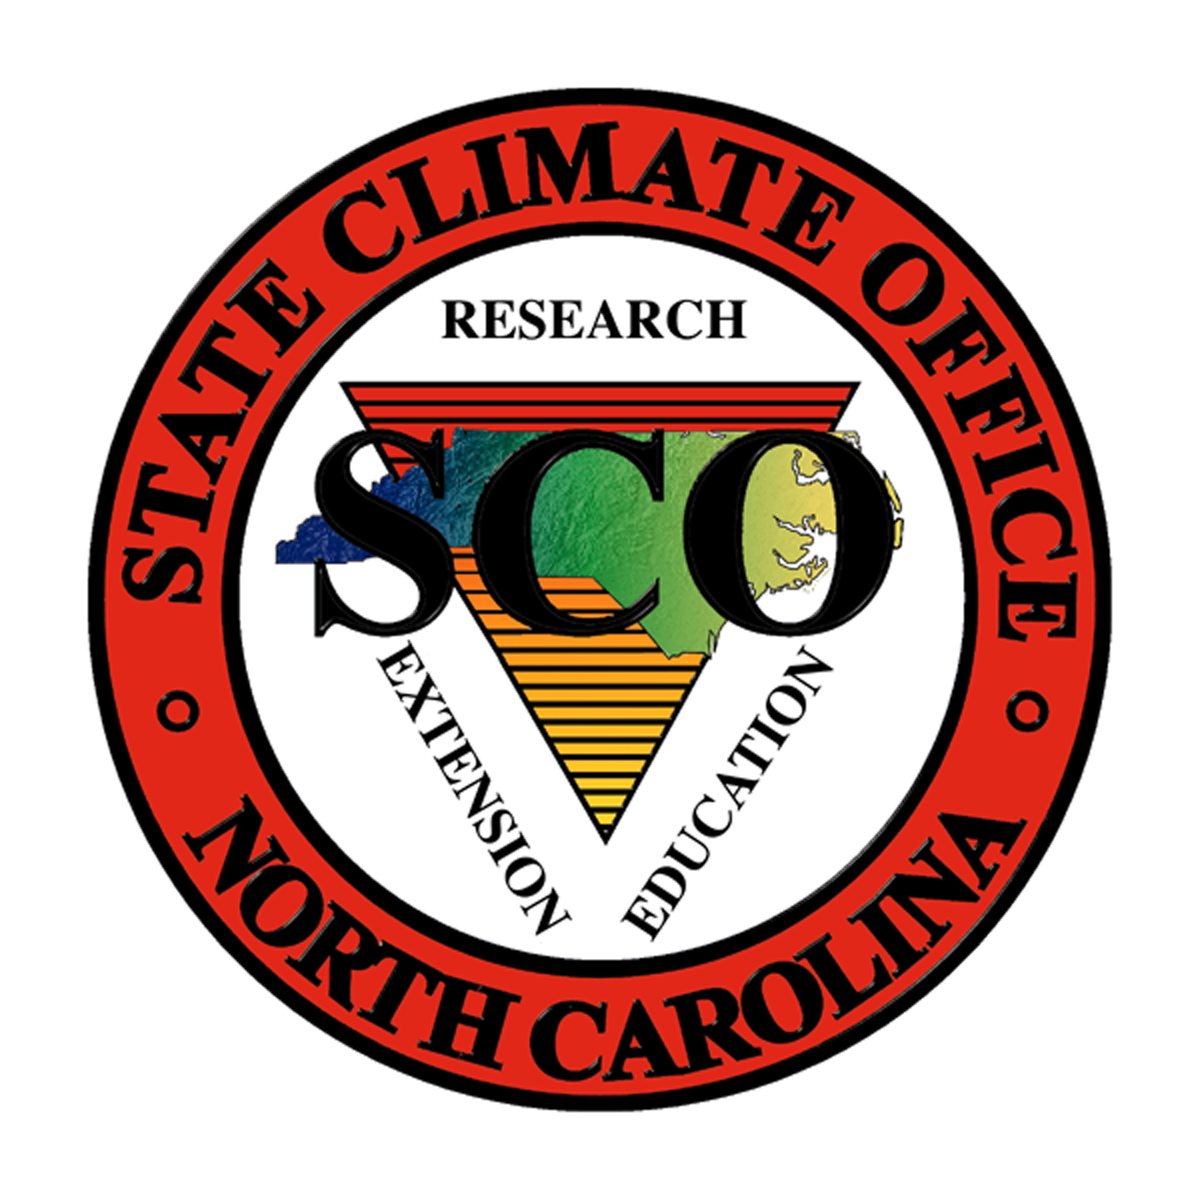 STATE CLIMATE OFFICE
RESEARCH
SCO
EXTENSION
EDUCATION
NORTH CAROLINA